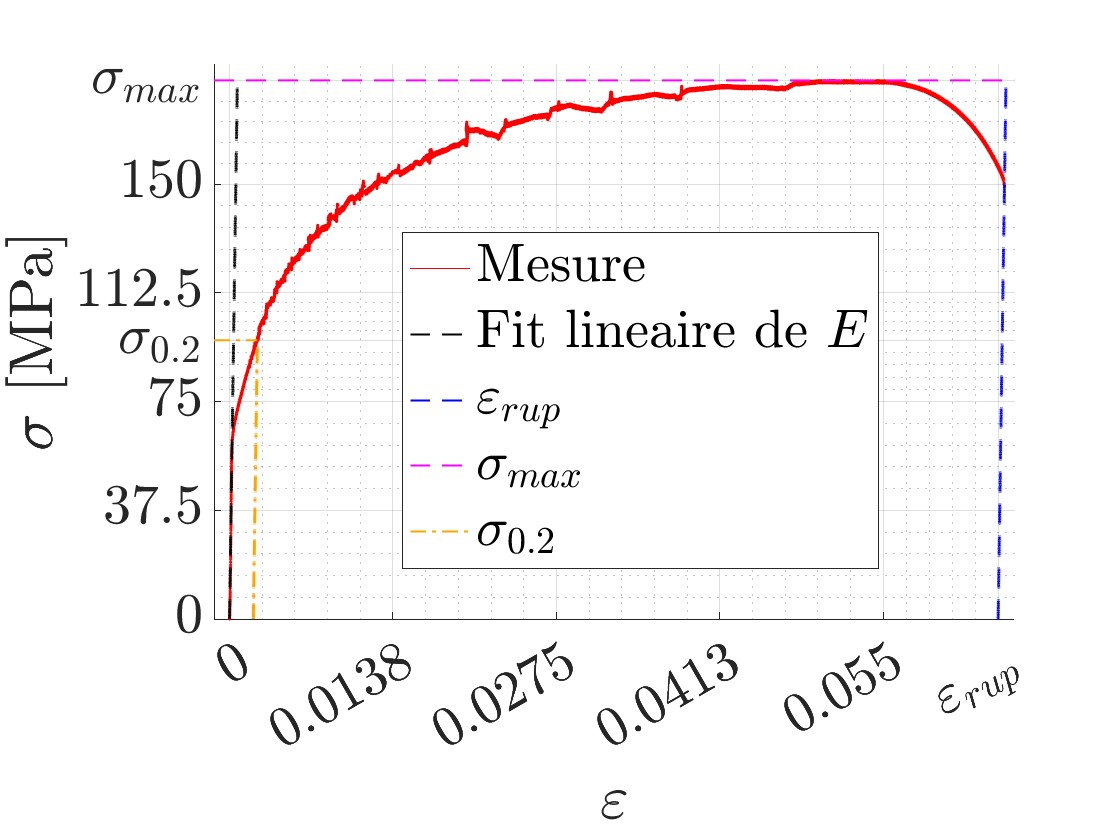 σ_max
150
112.5
σ_0.2
75
37.5
0
σ [MPa]
Mesure
Fit lineaire de E
ε_rup
σ_max
σ_0.2
0
0.0138
0.0275
0.0413
0.055
ε_rup
ε